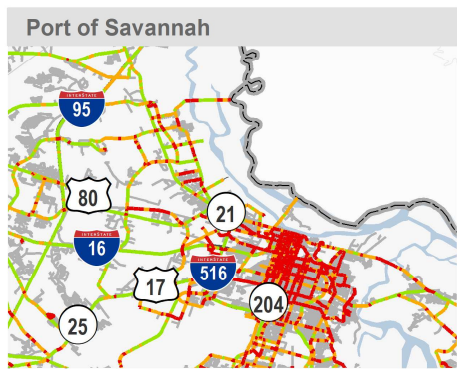 Port of Savannah
INTERSTATE
95
80
21
INTERSTATE
16
INTERSTATE
516
17
204
25